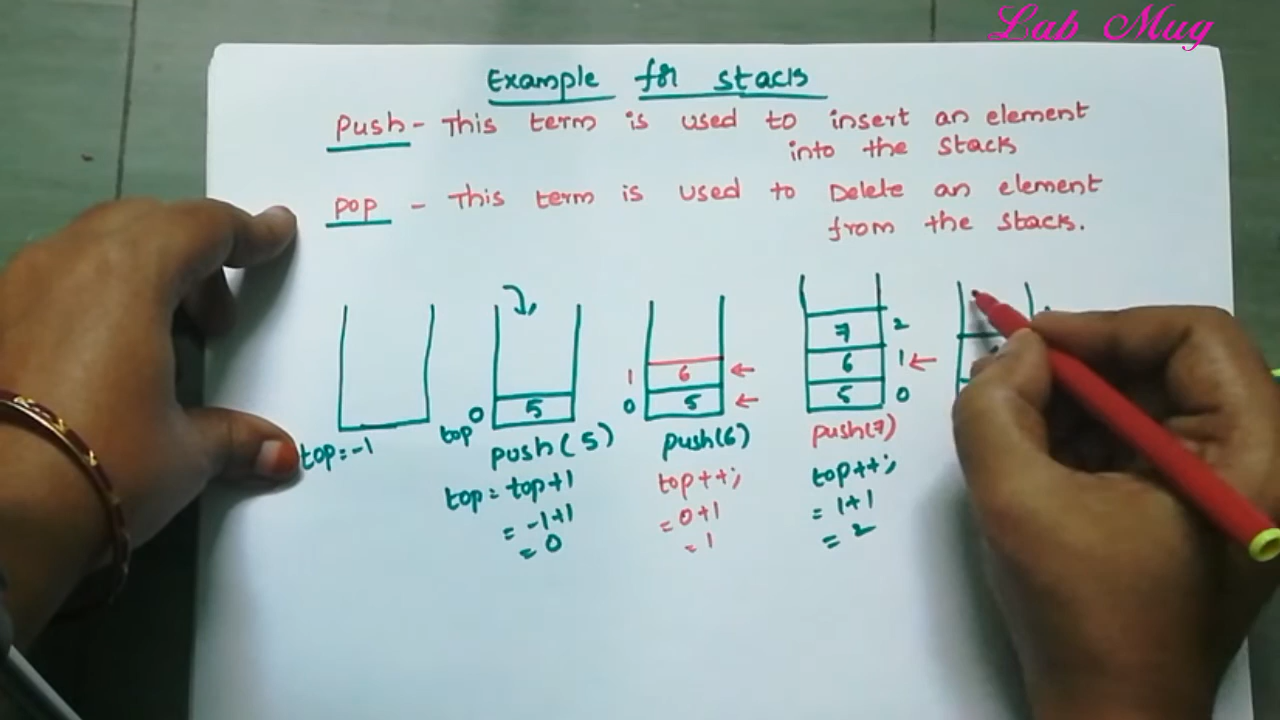 Lab Mug
Example for stack
Push - This term is used to insert an element
into the stack
POP - This term is used to Delete an element
from the stack.
top=-1
0
top
5
push(5)
top = top+1
= -1+1
= 0
1
0
6
5
push(6)
top++;
= 0+1
= 1
7
6
5
2
1
0
push(7)
top++;
= 1+1
= 2